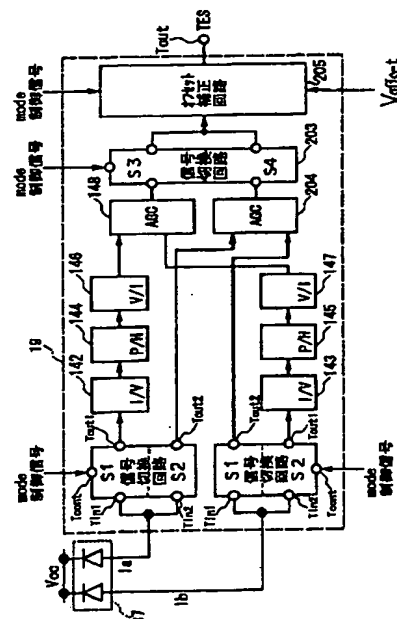 Vcc
37
Ia
Ib
mode
制御信号
Tcont
Tin1
Tin2
S1
信号
切換
回路
S2
Tout1
Tout2
Tin1
Tin2
S1
信号
切換
回路
S2
Tout2
Tout1
Tcont
mode
制御信号
19
142
I/V
144
P/H
146
V/I
143
I/V
145
P/H
147
V/I
148
AGC
204
AGC
mode
制御信号
S3
信号
切換
回路
S4
203
mode
制御信号
オフセット
補正
回路
205
Voffset
Tout
TES